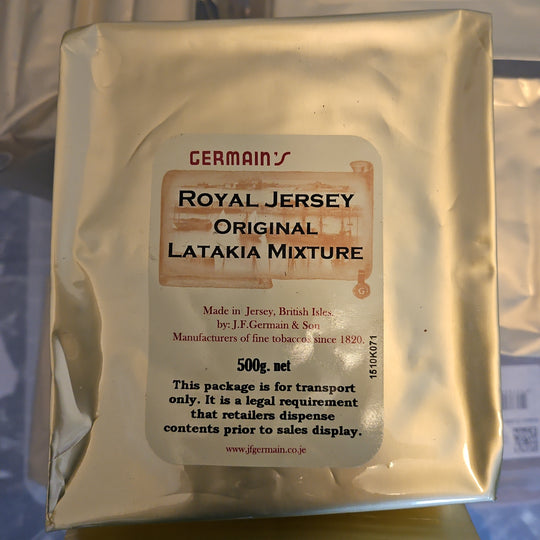 GERMAIN'S
ROYAL JERSEY
ORIGINAL
LATAKIA MIXTURE
G
Made in Jersey, British Isles.
by: J.F.Germain & Son
Manufacturers of fine tobaccos since 1820.
1510K071
500g. net
This package is for transport
only. It is a legal requirement
that retailers dispense
contents prior to sales display.
www.jfgermain.co.je